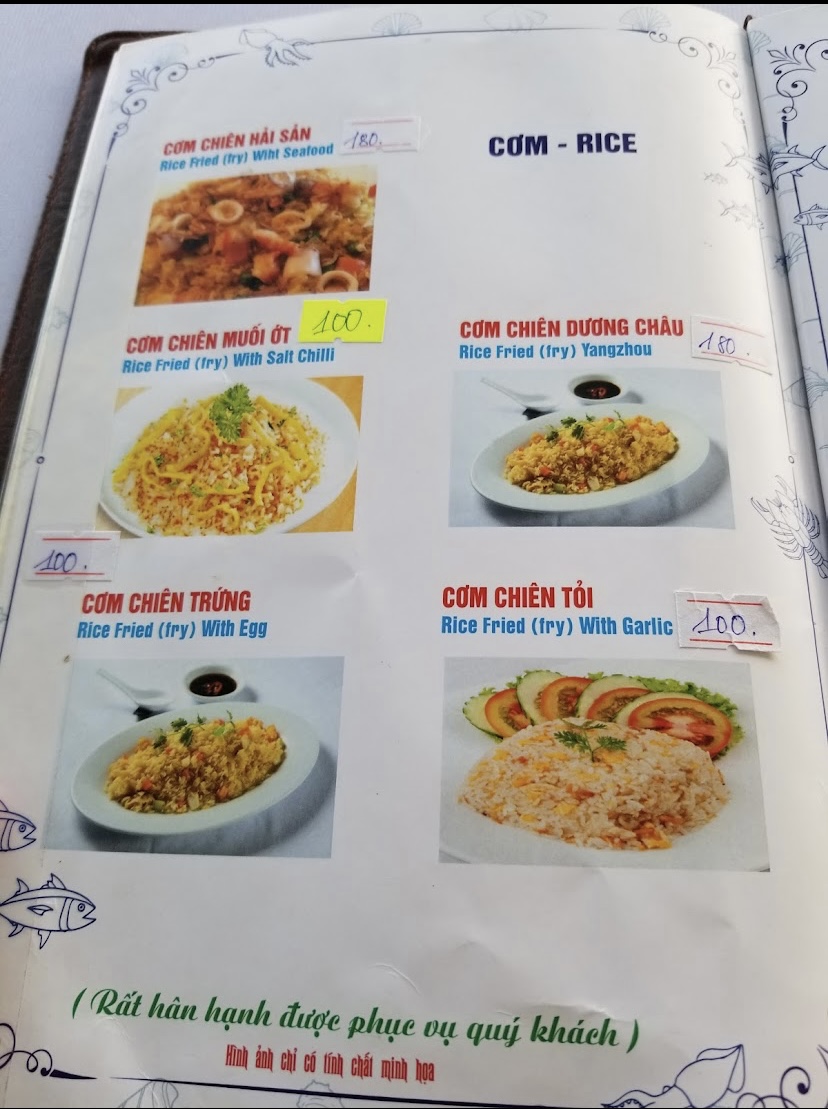 CƠM CHIÊN HẢI SẢN
180.
Rice Fried (fry) Wiht Seafood
CƠM - RICE
CƠM CHIÊN MUỐI ỚT
100.
Rice Fried (fry) With Salt Chilli
CƠM CHIÊN DƯƠNG CHÂU
180.
Rice Fried (fry) Yangzhou
100.
CƠM CHIÊN TRỨNG
Rice Fried (fry) With Egg
CƠM CHIÊN TỎI
Rice Fried (fry) With Garlic
100.
( Rất hân hạnh được phục vụ quý khách )
Hình ảnh chỉ có tính chất minh họa